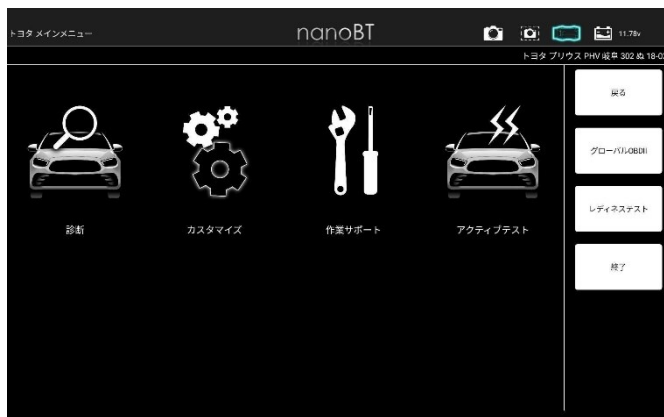 トヨタ メインメニュー
nanoBT
11.78v
トヨタ プリウス PHV 岐阜 302 ぬ 18-0
戻る
グローバルOBDII
レディネステスト
終了
診断
カスタマイズ
作業サポート
アクティブテスト